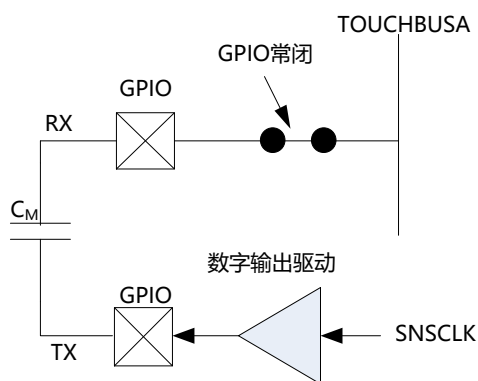 TOUCHBUSA
GPIO常闭
GPIO
RX
CM
数字输出驱动
GPIO
SNSCLK
TX